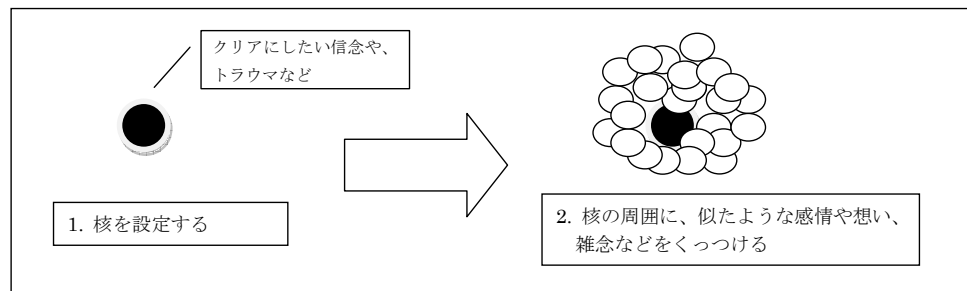 クリアにしたい信念や、
トラウマなど
1. 核を設定する
2. 核の周囲に、似たような感情や想い、
雑念などをくっつける